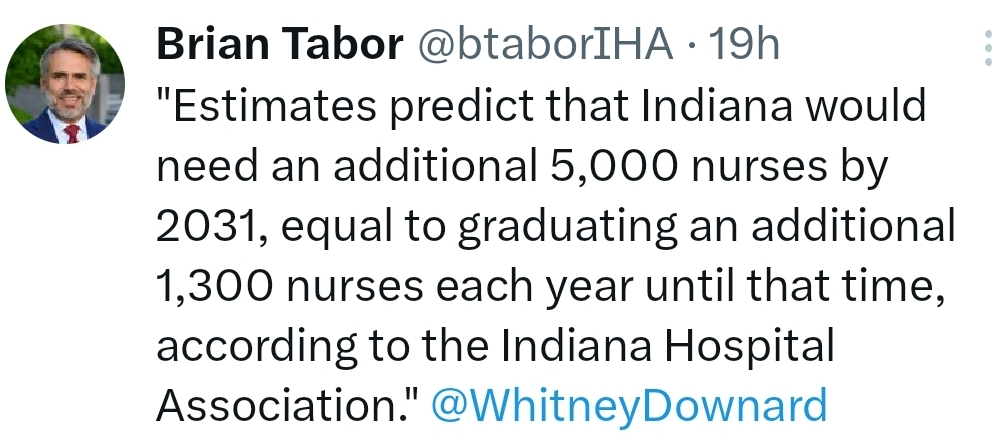 Brian Tabor @btaborIHA · 19h
"Estimates predict that Indiana would
need an additional 5,000 nurses by
2031, equal to graduating an additional
1,300 nurses each year until that time,
according to the Indiana Hospital
Association." @WhitneyDownard